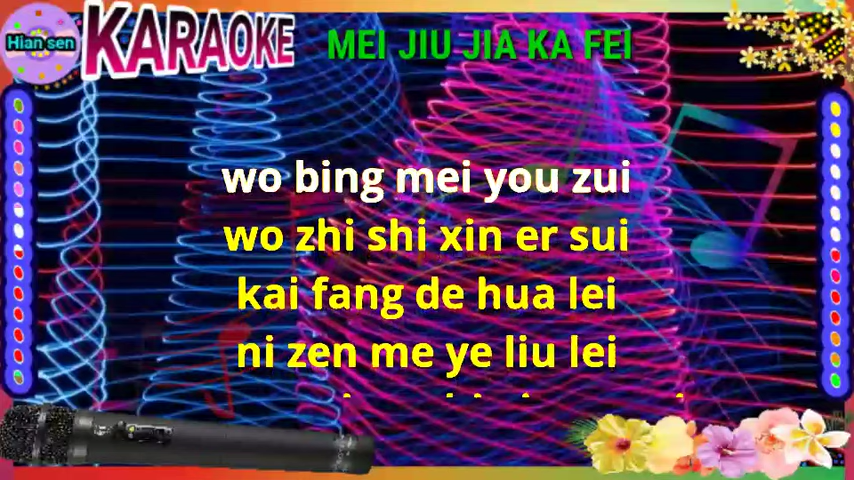 Hian sen
KARAOKE
MEI JIU JIA KA FEI
wo bing mei you zui
wo zhi shi xin er sui
kai fang de hua lei
ni zen me ye liu lei